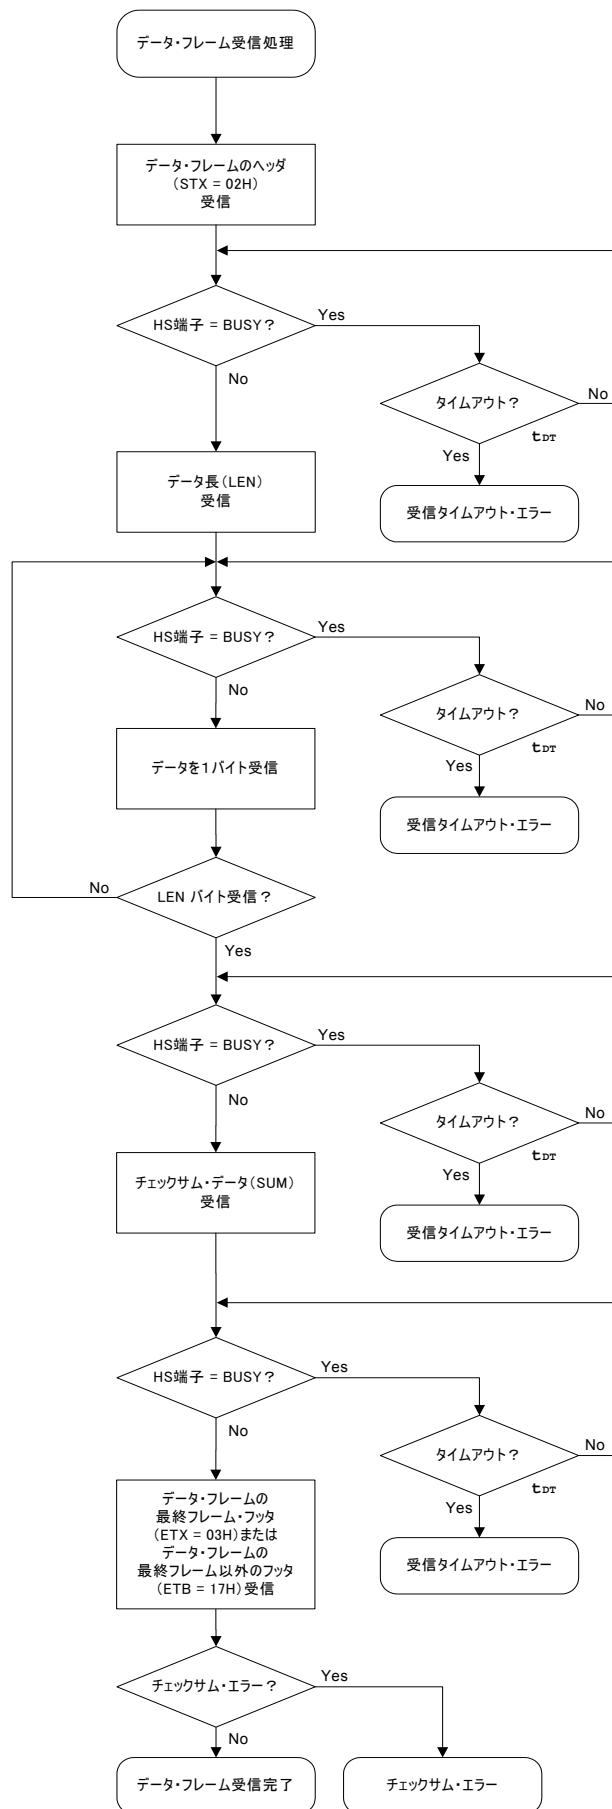 データ・フレーム受信処理
データ・フレームのヘッダ
(STX = 02H)
受信
HS端子 = BUSY?
Yes
No
タイムアウト?
No
tDT
Yes
データ長(LEN)
受信
受信タイムアウト・エラー
HS端子 = BUSY?
Yes
No
タイムアウト?
No
tDT
Yes
データを1バイト受信
受信タイムアウト・エラー
No
LEN バイト受信?
Yes
HS端子 = BUSY?
Yes
No
タイムアウト?
No
tDT
Yes
チェックサム・データ(SUM)
受信
受信タイムアウト・エラー
HS端子 = BUSY?
Yes
No
タイムアウト?
No
tDT
Yes
データ・フレームの
最終フレーム・フッタ
(ETX = 03H)または
データ・フレームの
最終フレーム以外のフッタ
(ETB = 17H)受信
受信タイムアウト・エラー
チェックサム・エラー?
Yes
No
データ・フレーム受信完了
チェックサム・エラー